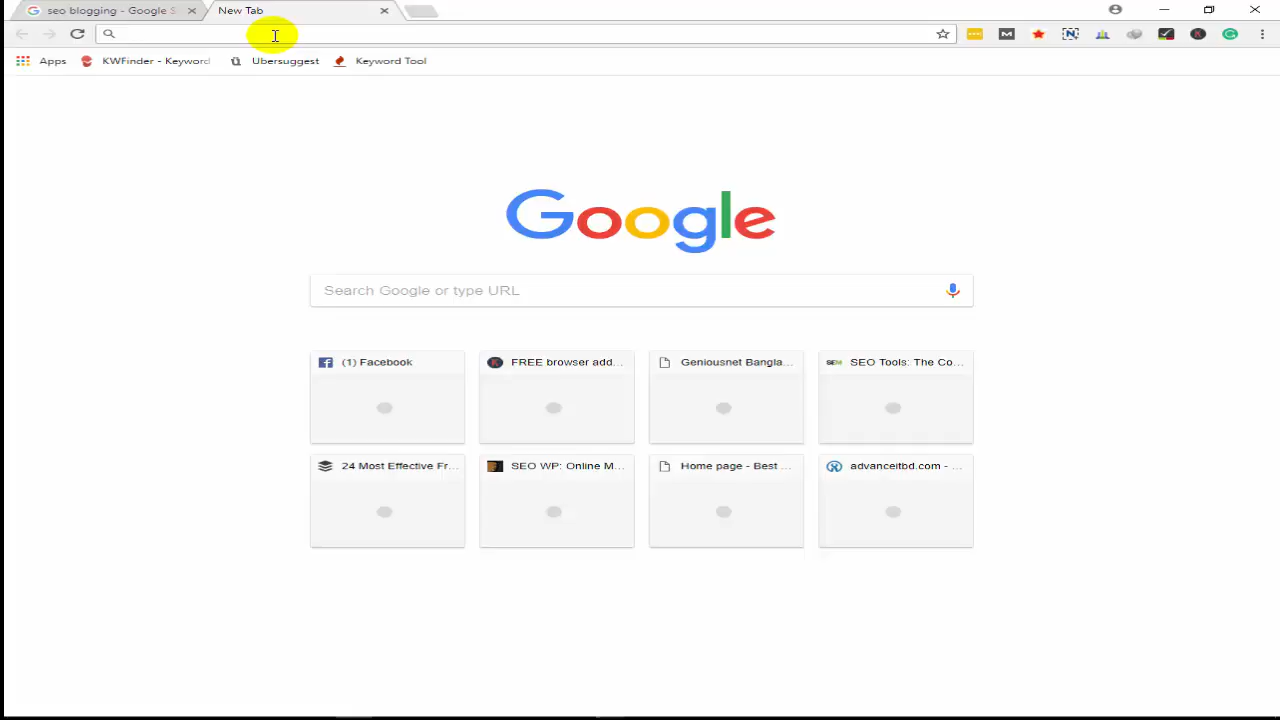 seo blogging - Google S
New Tab
Apps
KWFinder - Keyword
Ubersuggest
Keyword Tool
Google
Search Google or type URL
(1) Facebook
FREE browser add...
Geniousnet Bangla...
SEO Tools: The Co...
24 Most Effective Fr...
SEO WP: Online M...
Home page - Best ...
advanceitbd.com - ...